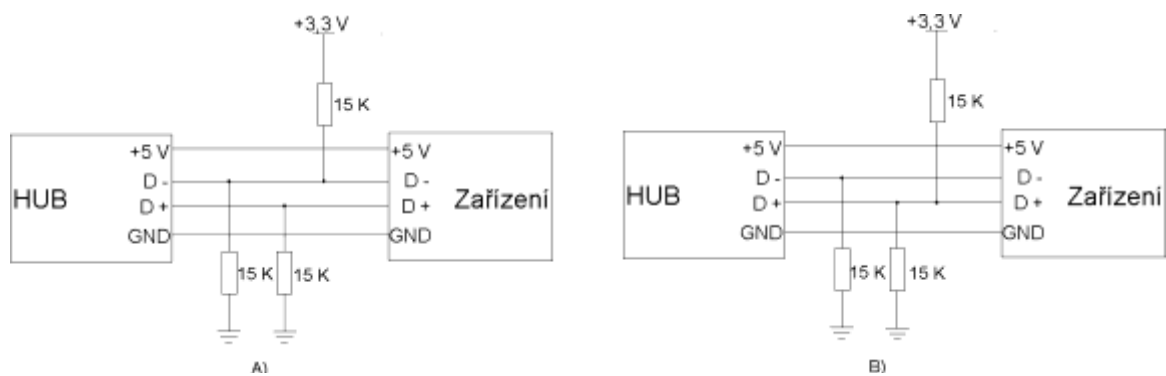 +3,3 V
15 K
HUB
+5 V
D -
D +
GND
+5 V
D -
D +
GND
Zařízení
15 K
15 K
A)
+3,3 V
15 K
HUB
+5 V
D -
D +
GND
+5 V
D -
D +
GND
Zařízení
15 K
15 K
B)